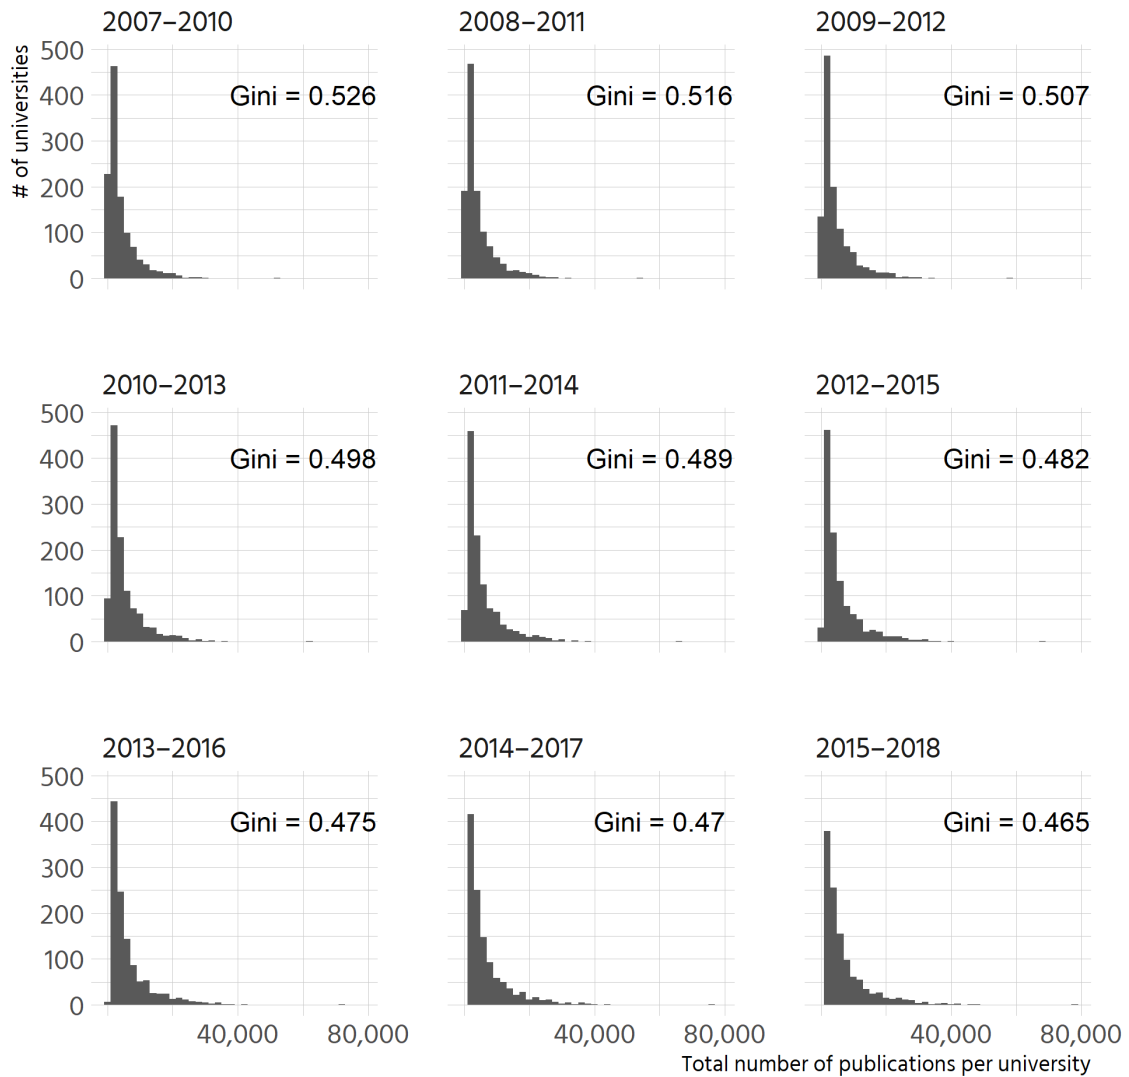 2007–2010
2008–2011
2009–2012
# of universities
500
400
300
200
100
0
Gini = 0.526
Gini = 0.516
Gini = 0.507
2010–2013
2011–2014
2012–2015
500
400
300
200
100
0
Gini = 0.498
Gini = 0.489
Gini = 0.482
2013–2016
2014–2017
2015–2018
500
400
300
200
100
0
Gini = 0.475
Gini = 0.47
Gini = 0.465
40,000 80,000
40,000 80,000
40,000 80,000
Total number of publications per university